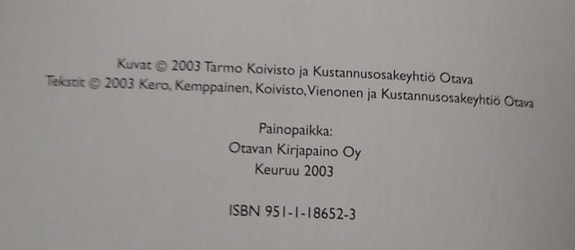 Kuvat © 2003 Tarmo Koivisto ja Kustannusosakeyhtiö Otava
Tekstit © 2003 Kero, Kemppainen, Koivisto, Vienonen ja Kustannusosakeyhtiö Otava
Painopaikka:
Otavan Kirjapaino Oy
Keuruu 2003
ISBN 951-1-18652-3